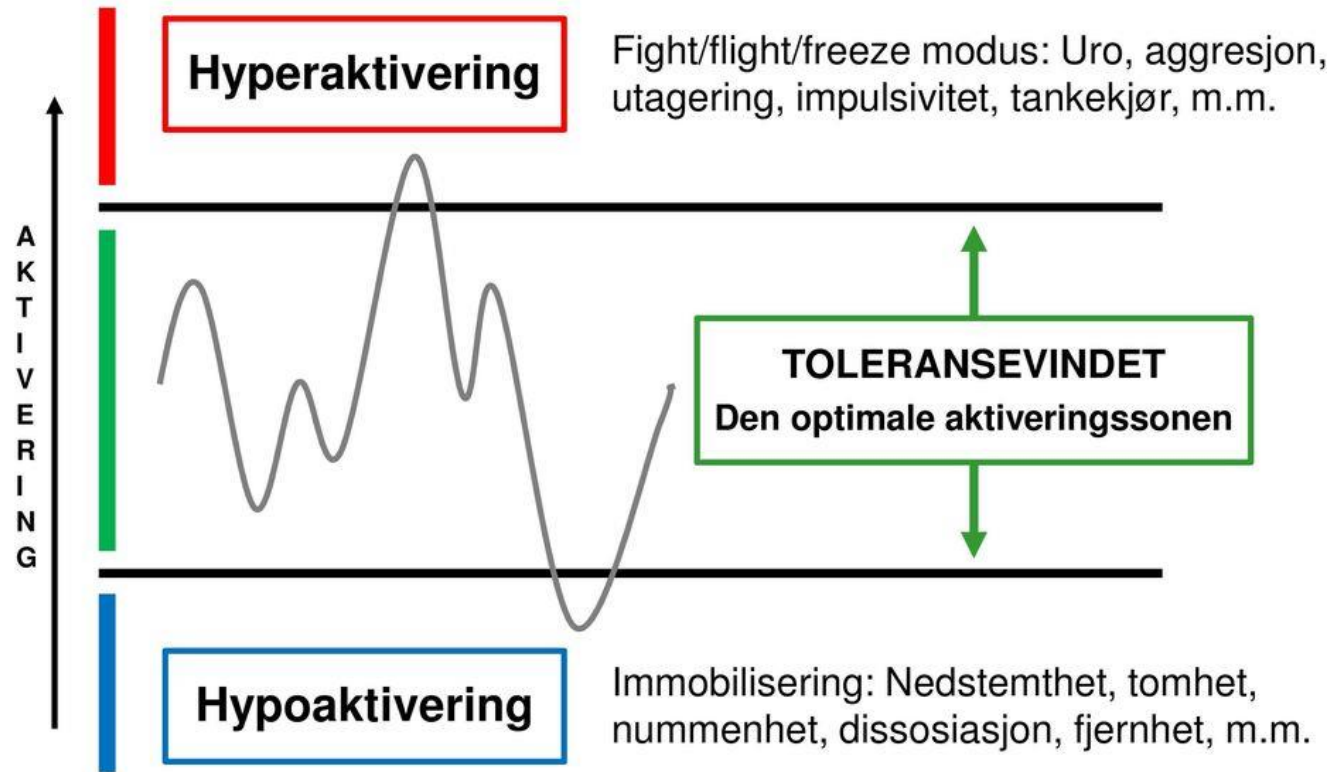 Hyperaktivering
Fight/flight/freeze modus: Uro, aggresjon,
utagering, impulsivitet, tankekjør, m.m.
AKTIVERING
TOLERANSEVINDET
Den optimale aktiveringssonen
Hypoaktivering
Immobilisering: Nedstemthet, tomhet,
nummenhet, dissosiasjon, fjernhet, m.m.